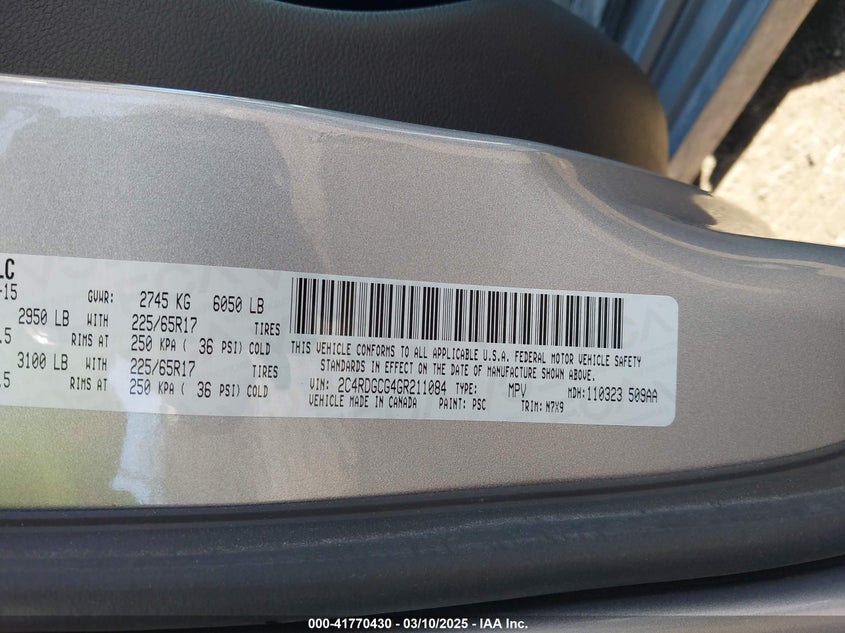 LC
-15 GVWR: 2745 KG 6050 LB
2950 LB WITH 225/65R17 TIRES
.5 RIMS AT 250 KPA ( 36 PSI) COLD
3100 LB WITH 225/65R17 TIRES
.5 RIMS AT 250 KPA ( 36 PSI) COLD
THIS VEHICLE CONFORMS TO ALL APPLICABLE U.S.A. FEDERAL MOTOR VEHICLE SAFETY
STANDARDS IN EFFECT ON THE DATE OF MANUFACTURE SHOWN ABOVE.
VIN: 2C4RDGCG4GR211084 TYPE: MPV MDH: 110323 509AA
VEHICLE MADE IN CANADA PAINT: PSC TRIM: N7X9
000-41770430 - 03/10/2025 - IAA Inc.